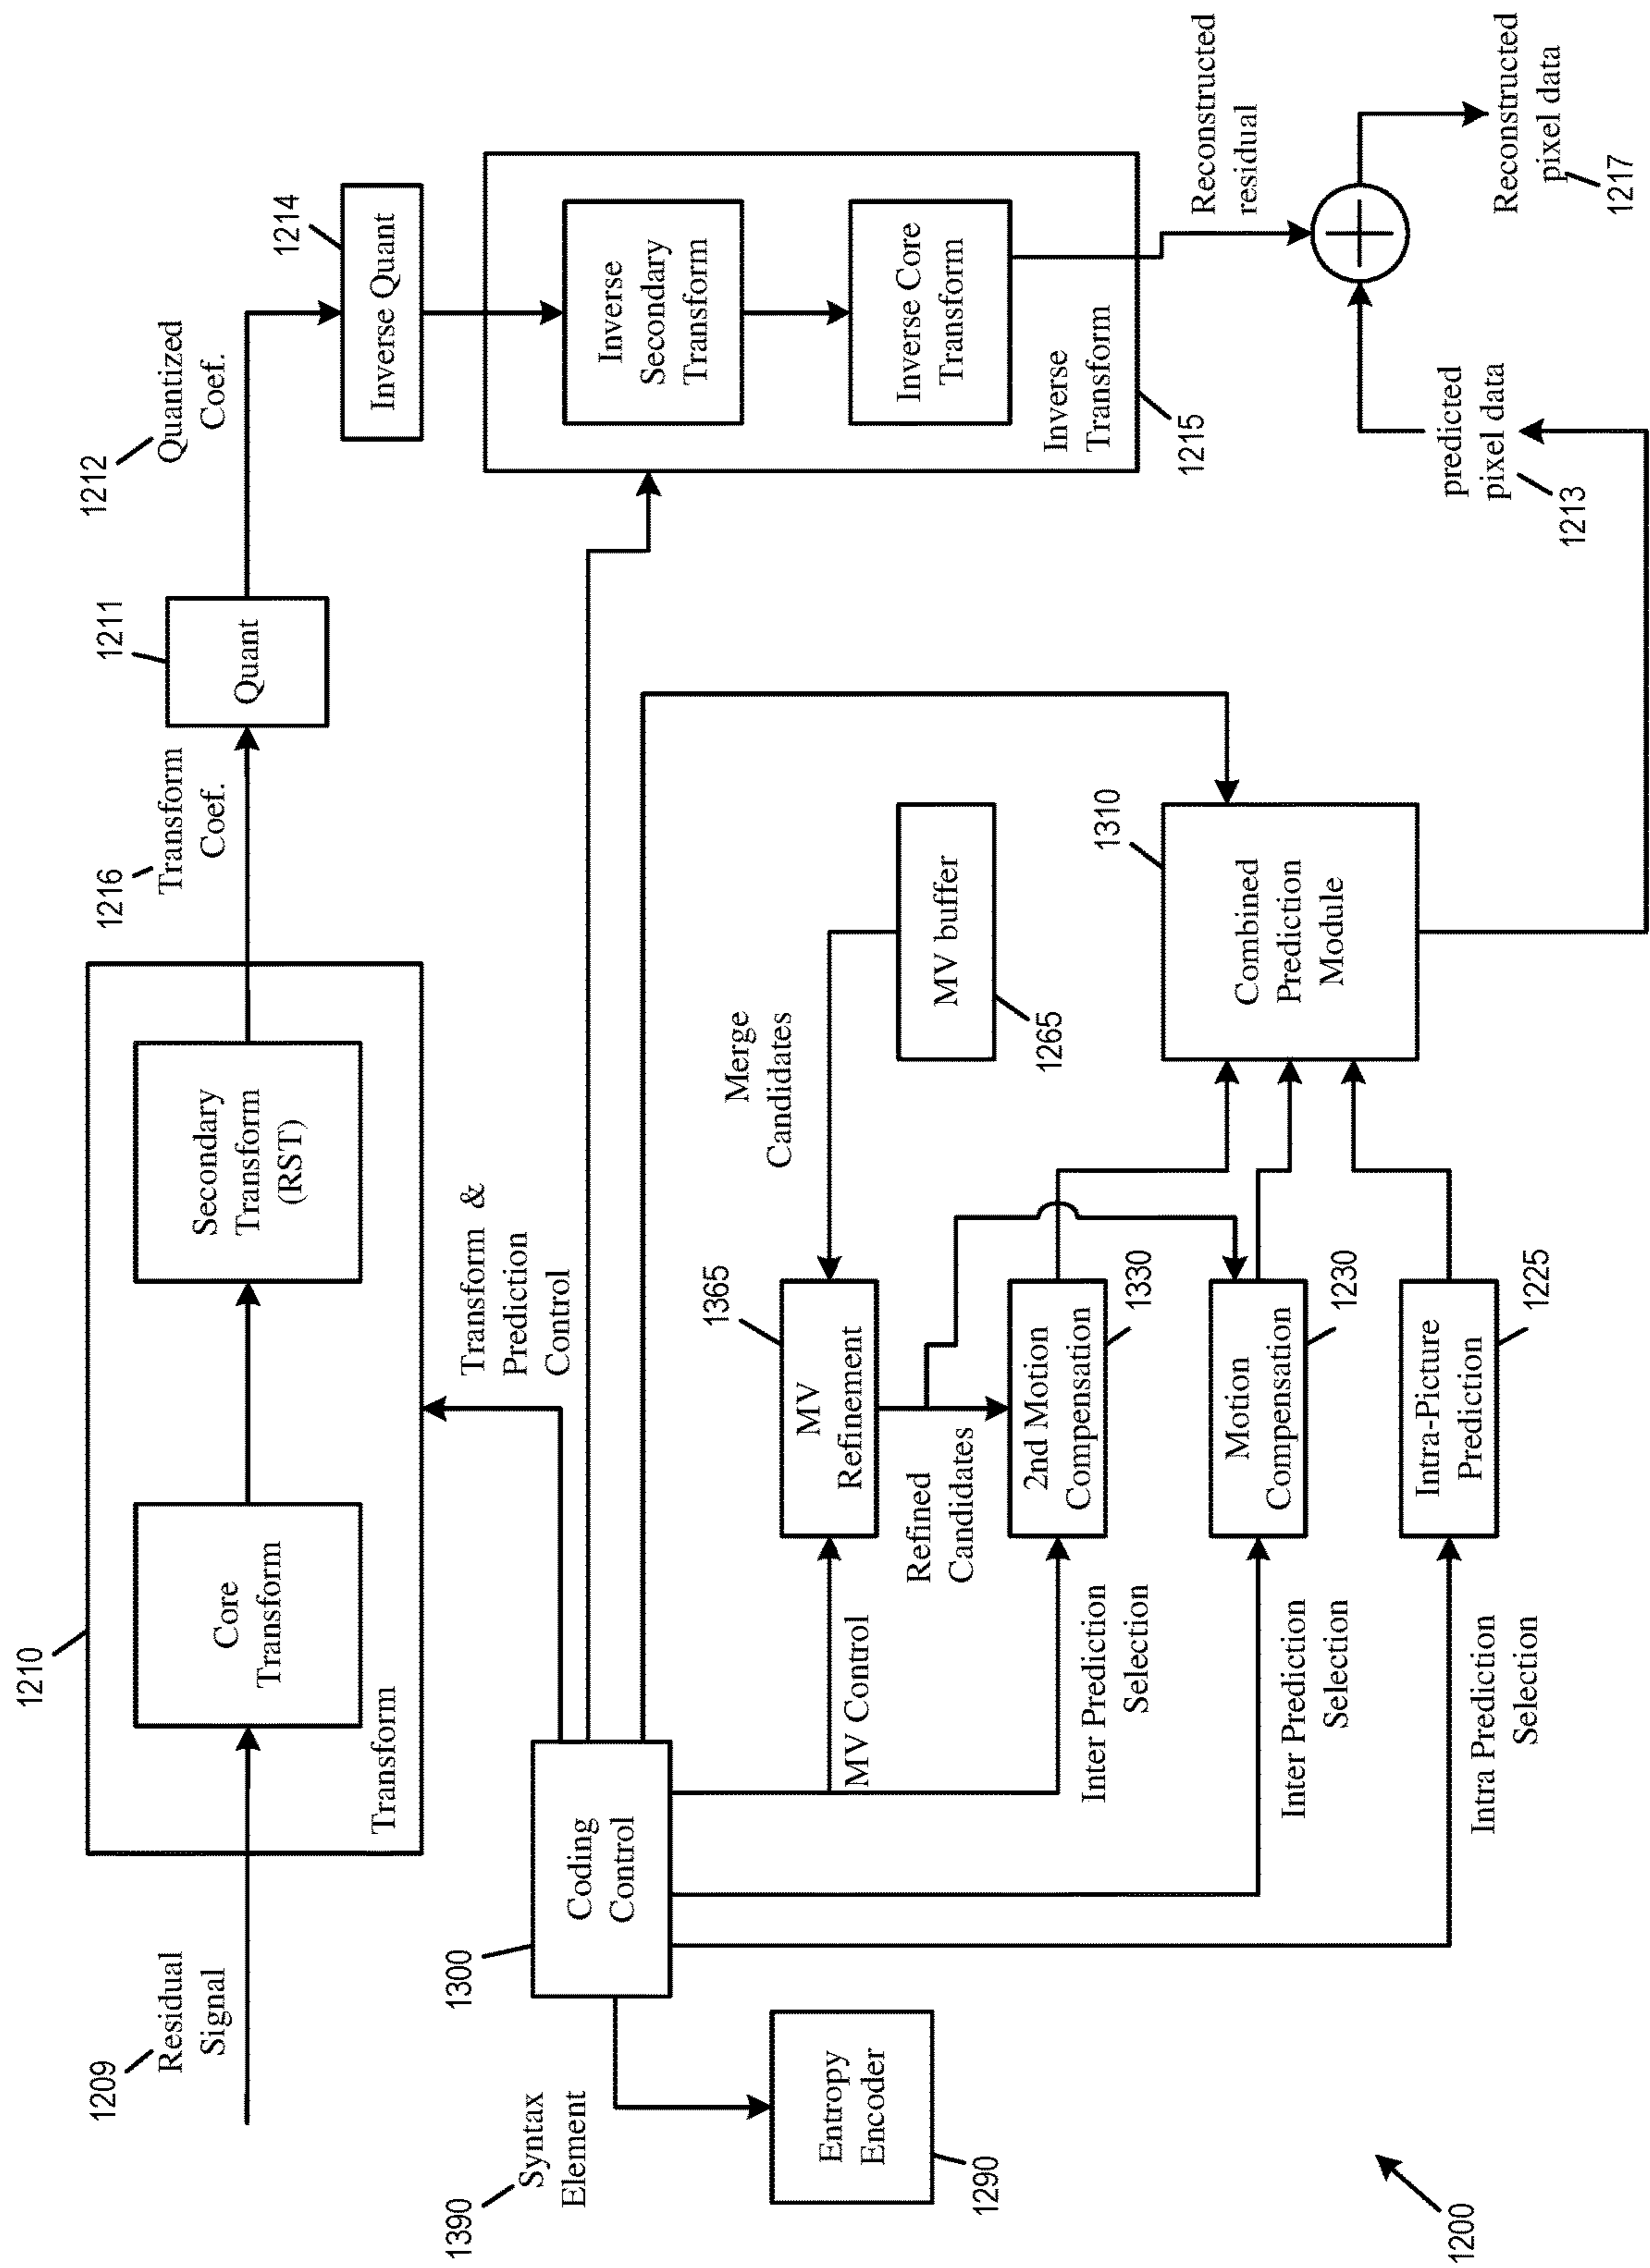 1209
Residual
Signal
1210
Core
Transform
Secondary
Transform
(RST)
Transform
1216
Transform
Coef.
1211
Quant
1212
Quantized
Coef.
1214
Inverse Quant
Inverse
Secondary
Transform
Inverse Core
Transform
Inverse
Transform
1215
Reconstructed
residual
Transform &
Prediction
Control
1390
Syntax
Element
1300
Coding
Control
Entropy
Encoder
1290
MV Control
1365
MV
Refinement
Merge
Candidates
MV buffer
1265
Refined
Candidates
Inter Prediction
Selection
2nd Motion
Compensation
1330
Inter Prediction
Selection
Motion
Compensation
1230
Intra Prediction
Selection
Intra-Picture
Prediction
1225
1310
Combined
Prediction
Module
predicted
pixel data
1213
Reconstructed
pixel data
1217
1200